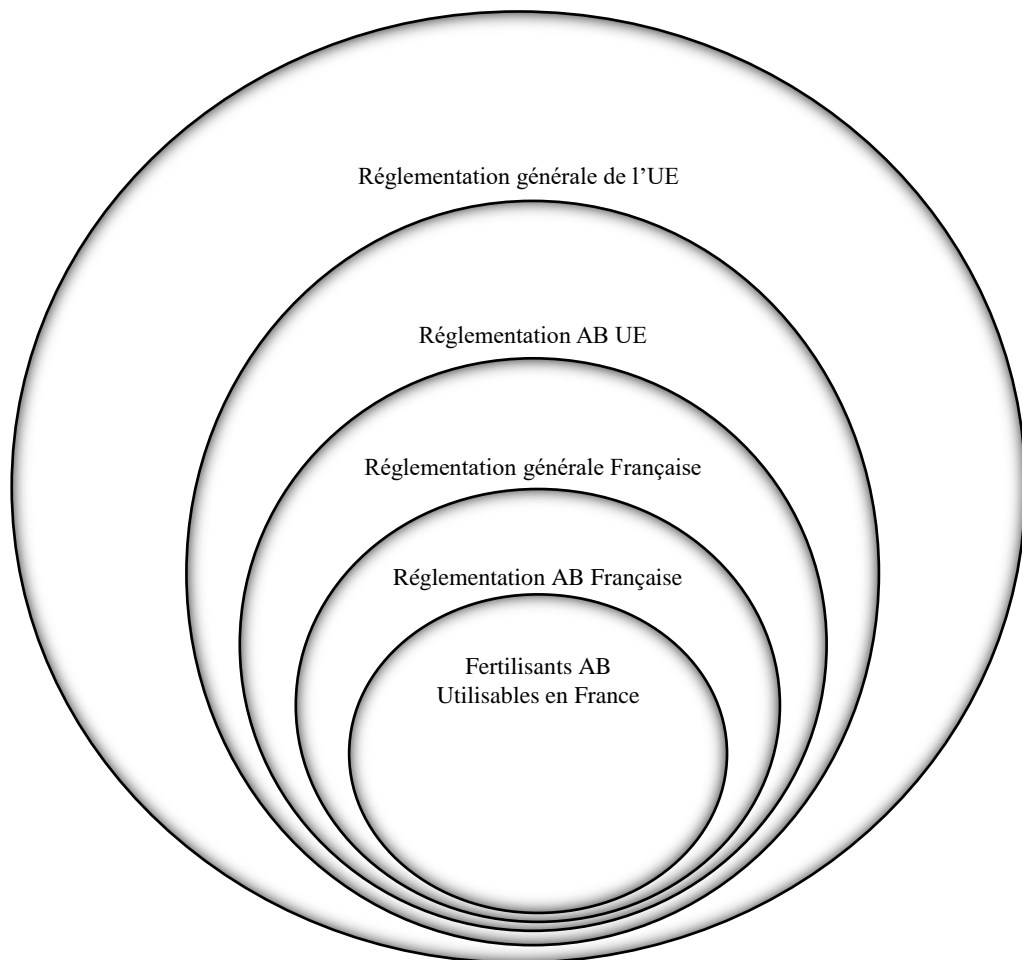 Réglementation générale de l’UE
Réglementation AB UE
Réglementation générale Française
Réglementation AB Française
Fertilisants AB
Utilisables en France